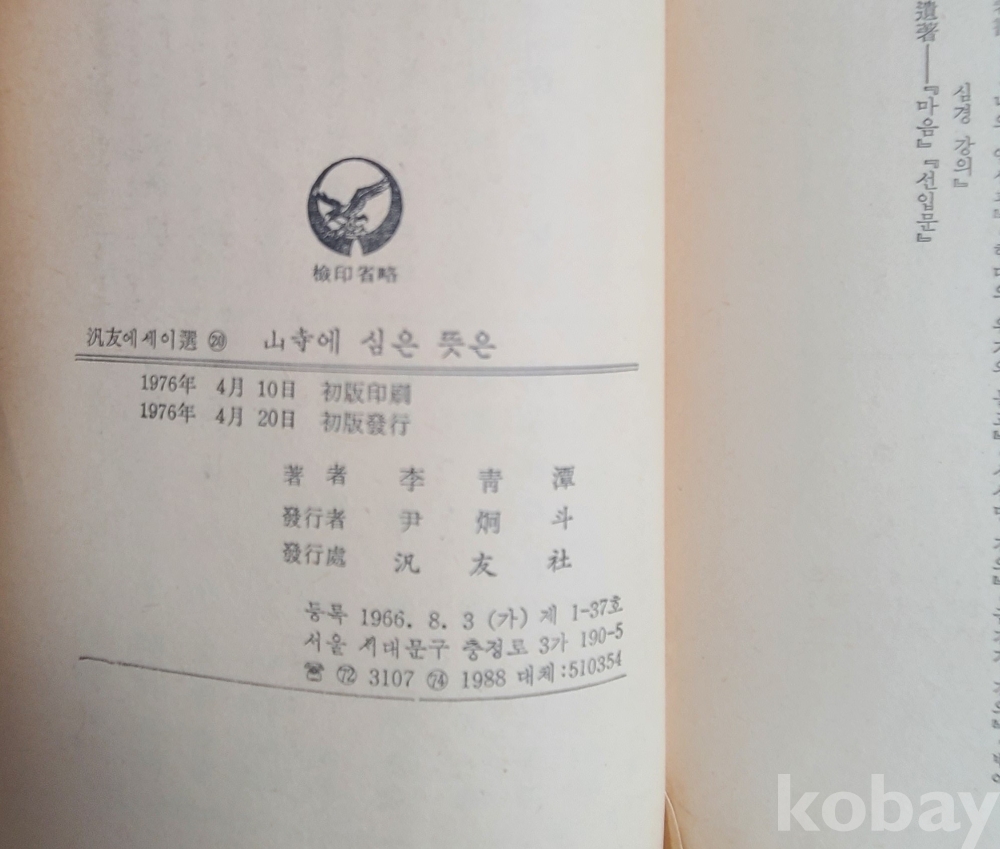 檢印省略
汎友에세이選 ⑳ 山寺에 심은 뜻은
1976年 4月 10日 初版印刷
1976年 4月 20日 初版發行
著者 李靑潭
發行者 尹炯斗
發行處 汎友社
등록 1966. 8. 3 (가) 제 1-37호
서울 서대문구 충정로 3가 190-5
☎ ㉒ 3107 ㉔ 1988 대체:510354
심경 강의』
遺著——『마음』『선입문』
kobay